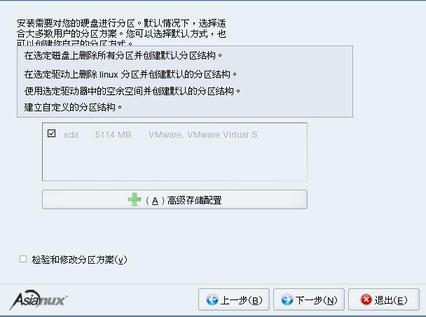 安装需要对您的硬盘进行分区。默认情况下，选择适
合大多数用户的分区方案。您可以选择默认方式，也
可以创建您自己的分区方式。
在选定磁盘上删除所有分区并创建默认分区结构。
在选定驱动上删除 linux 分区并创建默认的分区结构。
使用选定驱动器中的空余空间并创建默认的分区结构。
建立自定义的分区结构。
sda 5114 MB VMware, VMware Virtual S
(A)高级存储配置
检验和修改分区方案(v)
Asianux
上一步(B) 下一步(N) 退出(E)